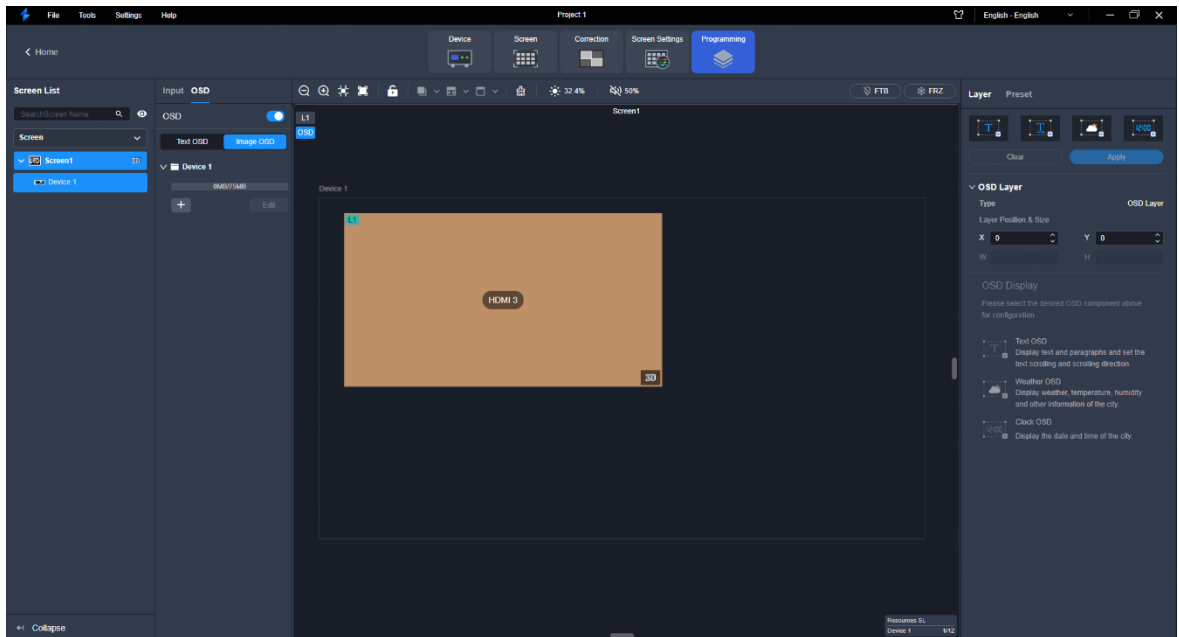 File Tools Settings Help Project 1 English - English
Home
Device Screen Correction Screen Settings Programming
Screen List
SearchScreen Name
Screen
Screen1 3D
Device 1
Collapse
Input OSD
OSD
Text OSD Image OSD
Device 1
0MB/75MB
+ Edit
32.4% 50% FTB FRZ
L1
OSD
Screen1
Device 1
L1
HDMI 3
3D
Resources SL
Device 1 1/12
Layer Preset
T T 12:00
Clear Apply
OSD Layer
Type OSD Layer
Layer Position & Size
X 0 Y 0
W H
OSD Display
Please select the desired OSD component above
for configuration
Text OSD
Display text and paragraphs and set the
text scrolling and scrolling direction.
Weather OSD
Display weather, temperature, humidity
and other information of the city.
Clock OSD
Display the date and time of the city.